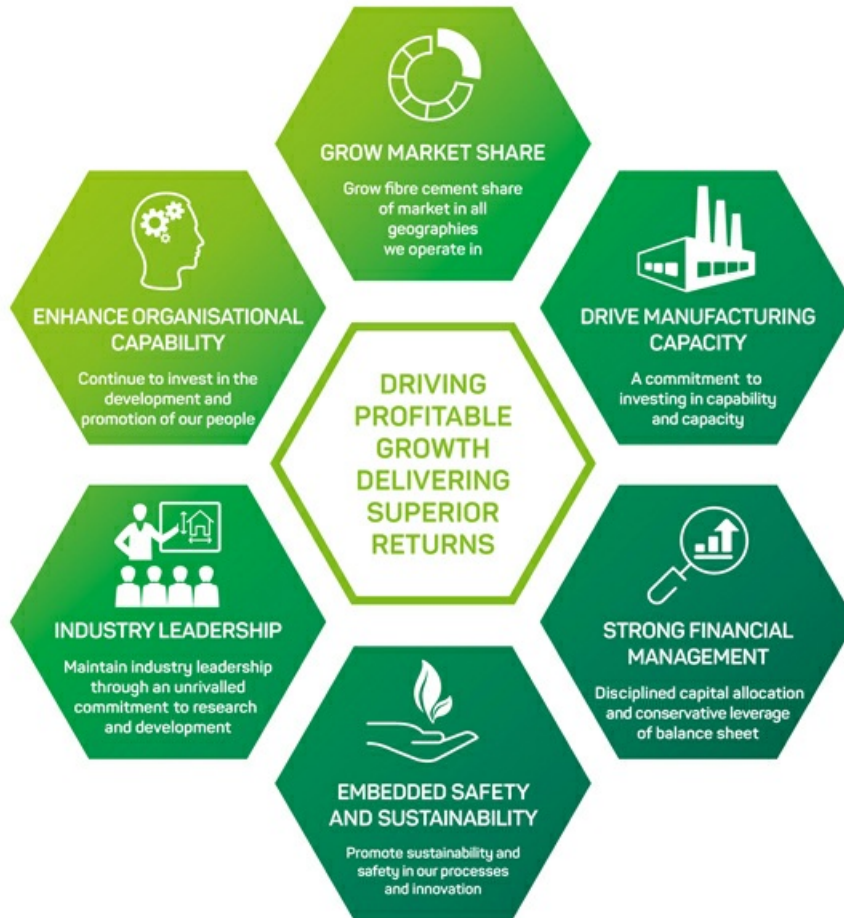 GROW MARKET SHARE
Grow fibre cement share
of market in all
geographies
we operate in
ENHANCE ORGANISATIONAL
CAPABILITY
Continue to invest in the
development and
promotion of our people
DRIVE MANUFACTURING
CAPACITY
A commitment to
investing in capability
and capacity
DRIVING
PROFITABLE
GROWTH
DELIVERING
SUPERIOR
RETURNS
INDUSTRY LEADERSHIP
Maintain industry leadership
through an unrivalled
commitment to research
and development
STRONG FINANCIAL
MANAGEMENT
Disciplined capital allocation
and conservative leverage
of balance sheet
EMBEDDED SAFETY
AND SUSTAINABILITY
Promote sustainability and
safety in our processes
and innovation